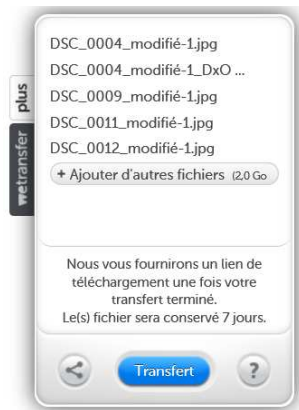 DSC_0004_modifié-1.jpg
DSC_0004_modifié-1_DxO ...
DSC_0009_modifié-1.jpg
DSC_0011_modifié-1.jpg
DSC_0012_modifié-1.jpg
+ Ajouter d'autres fichiers (2,0 Go
plus
wetransfer
Nous vous fournirons un lien de
téléchargement une fois votre
transfert terminé.
Le(s) fichier sera conservé 7 jours.
Transfert
?